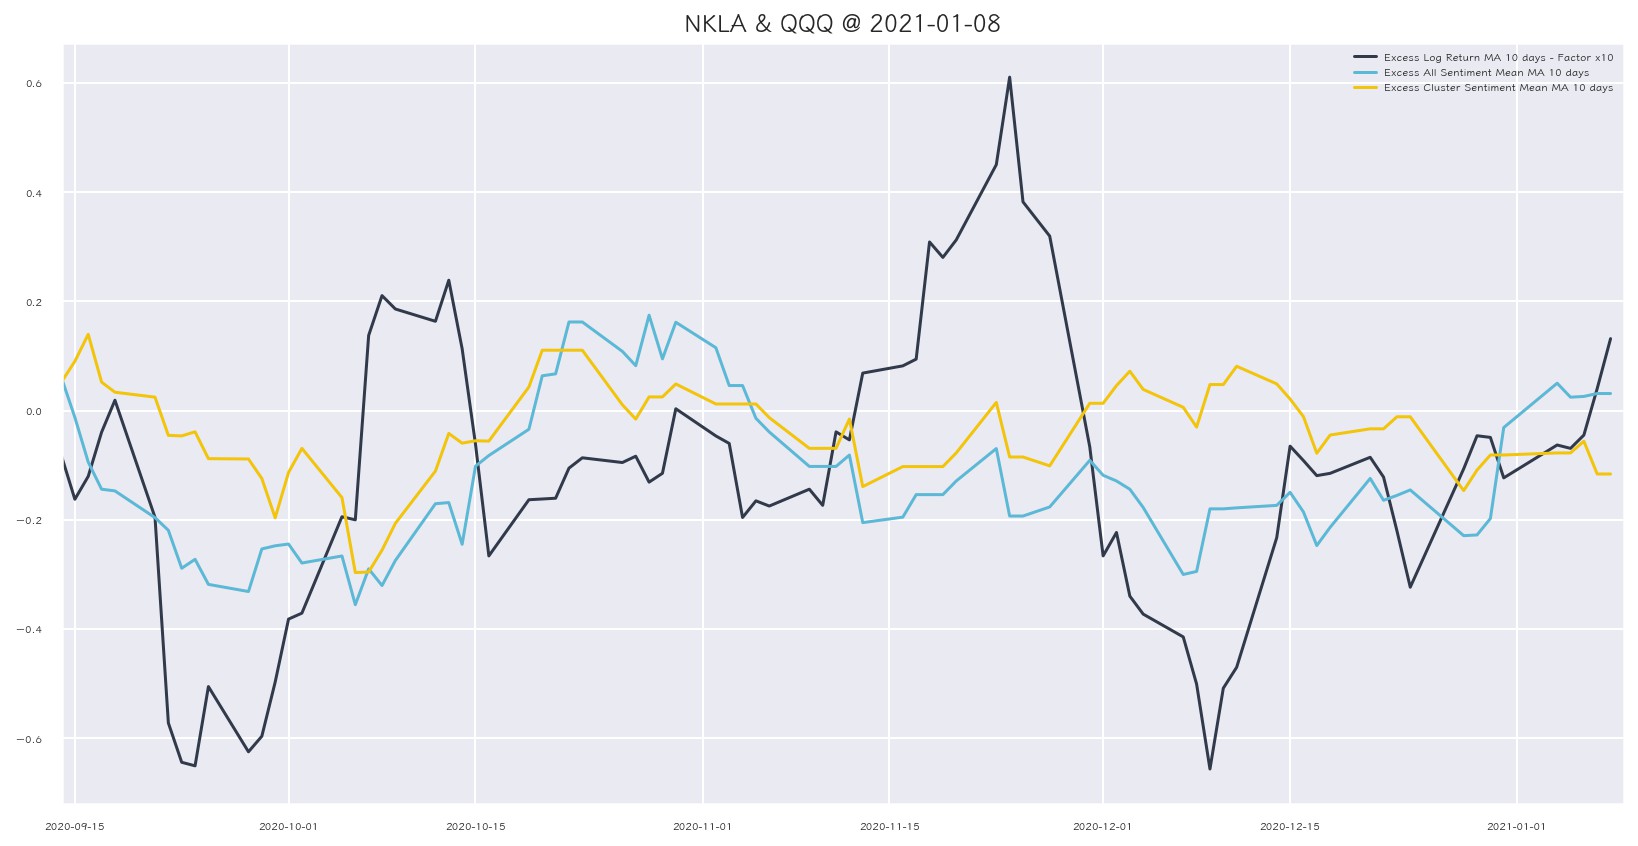 NKLA & QQQ @ 2021-01-08
Excess Log Return MA 10 days - Factor x10
Excess All Sentiment Mean MA 10 days
Excess Cluster Sentiment Mean MA 10 days
0.6
0.4
0.2
0.0
−0.2
−0.4
−0.6
2020-09-15 2020-10-01 2020-10-15 2020-11-01 2020-11-15 2020-12-01 2020-12-15 2021-01-01